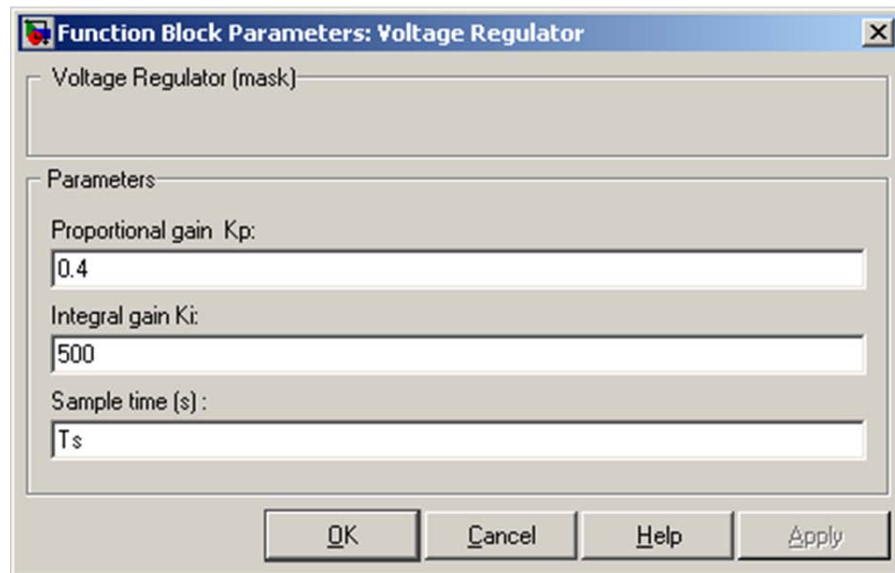 Function Block Parameters: Voltage Regulator
Voltage Regulator (mask)
Parameters
Proportional gain Kp:
0.4
Integral gain Ki:
500
Sample time (s) :
Ts
OK Cancel Help Apply